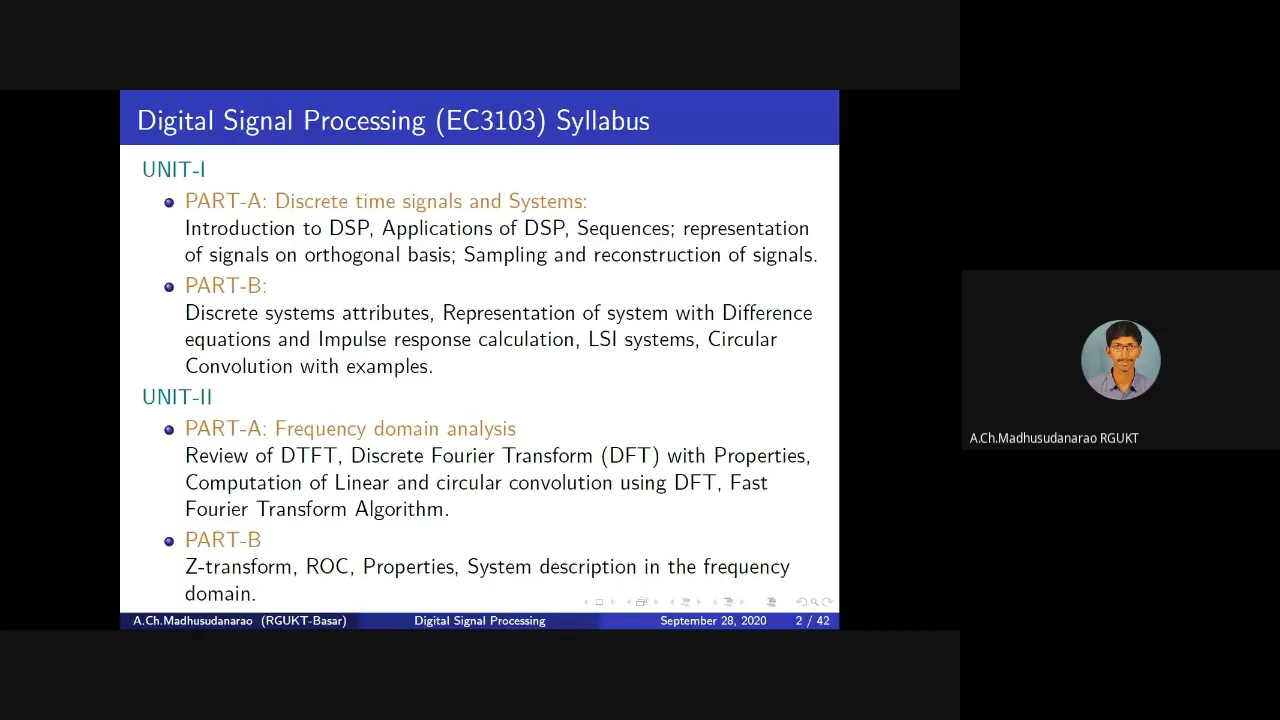 Digital Signal Processing (EC3103) Syllabus
UNIT-I
PART-A: Discrete time signals and Systems:
Introduction to DSP, Applications of DSP, Sequences; representation
of signals on orthogonal basis; Sampling and reconstruction of signals.
PART-B:
Discrete systems attributes, Representation of system with Difference
equations and Impulse response calculation, LSI systems, Circular
Convolution with examples.
UNIT-II
PART-A: Frequency domain analysis
Review of DTFT, Discrete Fourier Transform (DFT) with Properties,
Computation of Linear and circular convolution using DFT, Fast
Fourier Transform Algorithm.
PART-B
Z-transform, ROC, Properties, System description in the frequency
domain.
A.Ch.Madhusudanarao (RGUKT-Basar) Digital Signal Processing September 28, 2020 2 / 42
A.Ch.Madhusudanarao RGUKT